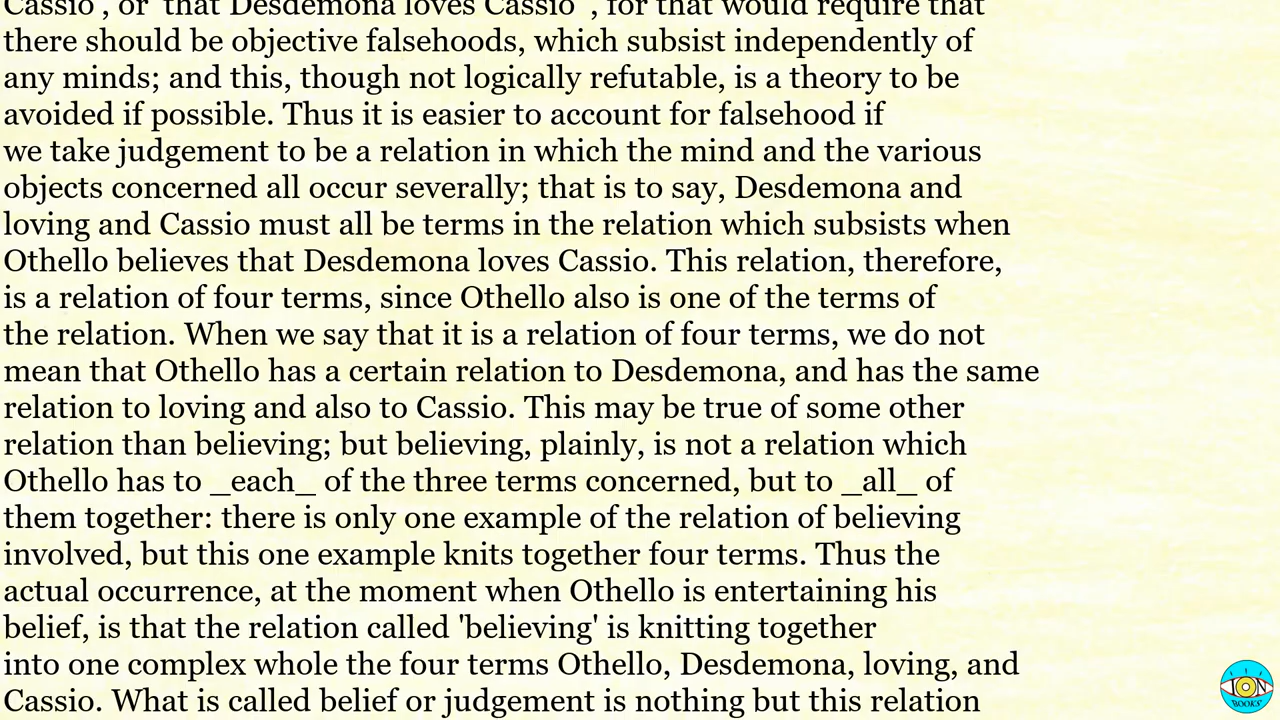 Cassio', or 'that Desdemona loves Cassio', for that would require that
there should be objective falsehoods, which subsist independently of
any minds; and this, though not logically refutable, is a theory to be
avoided if possible. Thus it is easier to account for falsehood if
we take judgement to be a relation in which the mind and the various
objects concerned all occur severally; that is to say, Desdemona and
loving and Cassio must all be terms in the relation which subsists when
Othello believes that Desdemona loves Cassio. This relation, therefore,
is a relation of four terms, since Othello also is one of the terms of
the relation. When we say that it is a relation of four terms, we do not
mean that Othello has a certain relation to Desdemona, and has the same
relation to loving and also to Cassio. This may be true of some other
relation than believing; but believing, plainly, is not a relation which
Othello has to _each_ of the three terms concerned, but to _all_ of
them together: there is only one example of the relation of believing
involved, but this one example knits together four terms. Thus the
actual occurrence, at the moment when Othello is entertaining his
belief, is that the relation called 'believing' is knitting together
into one complex whole the four terms Othello, Desdemona, loving, and
Cassio. What is called belief or judgement is nothing but this relation
ION
BOOKS